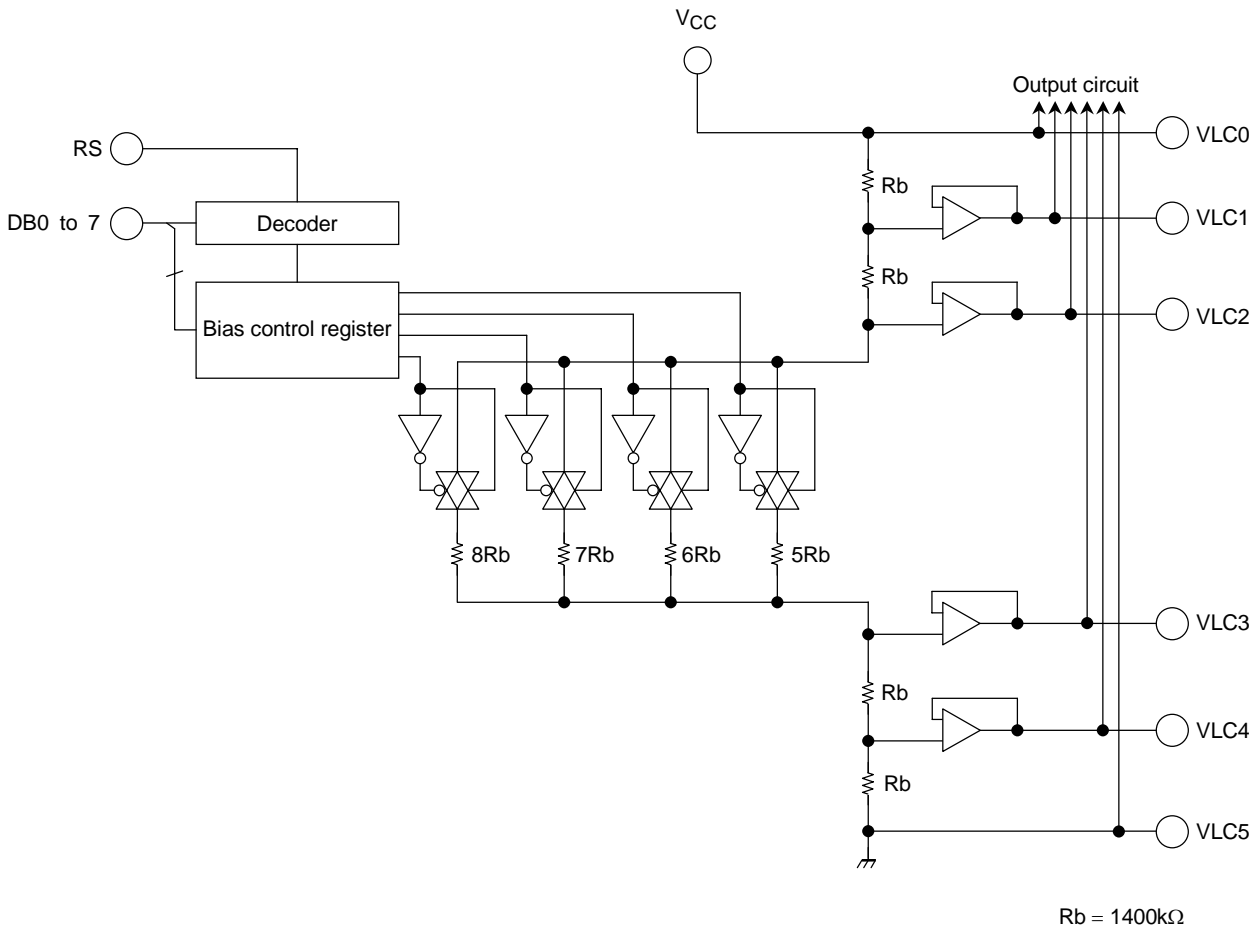 VCC
Output circuit
RS
VLC0
Rb
DB0 to 7
Decoder
VLC1
Rb
Bias control register
VLC2
8Rb
7Rb
6Rb
5Rb
VLC3
Rb
VLC4
Rb
VLC5
Rb = 1400kΩ